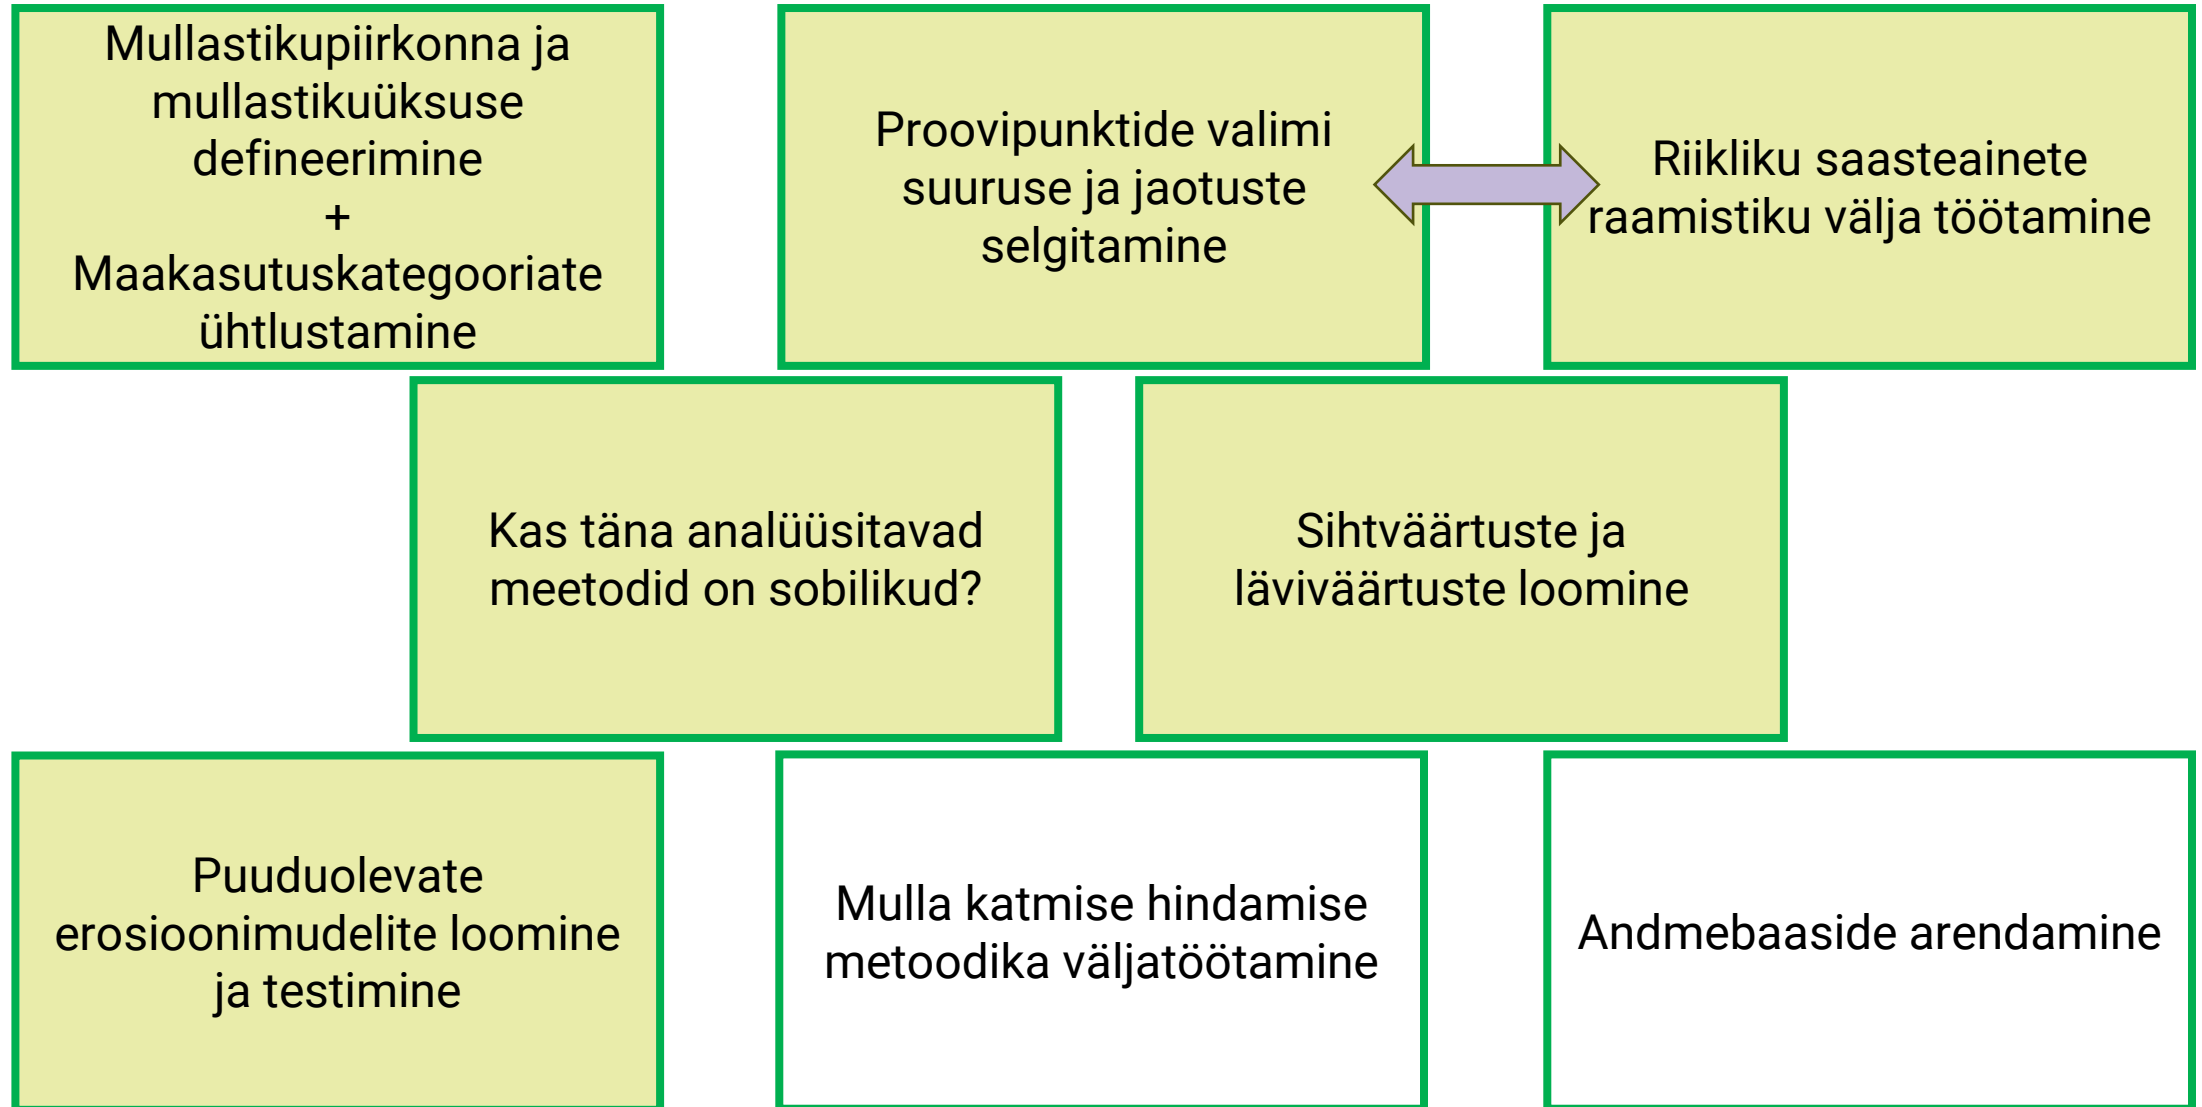 Mullastikupiirkonna ja
mullastikuüksuse
defineerimine
+
Maakasutuskategooriate
ühtlustamine
Proovipunktide valimi
suuruse ja jaotuste
selgitamine
Riikliku saasteainete
raamistiku välja töötamine
Kas täna analüüsitavad
meetodid on sobilikud?
Sihtväärtuste ja
läviväärtuste loomine
Puuduolevate
erosioonimudelite loomine
ja testimine
Mulla katmise hindamise
metoodika väljatöötamine
Andmebaaside arendamine